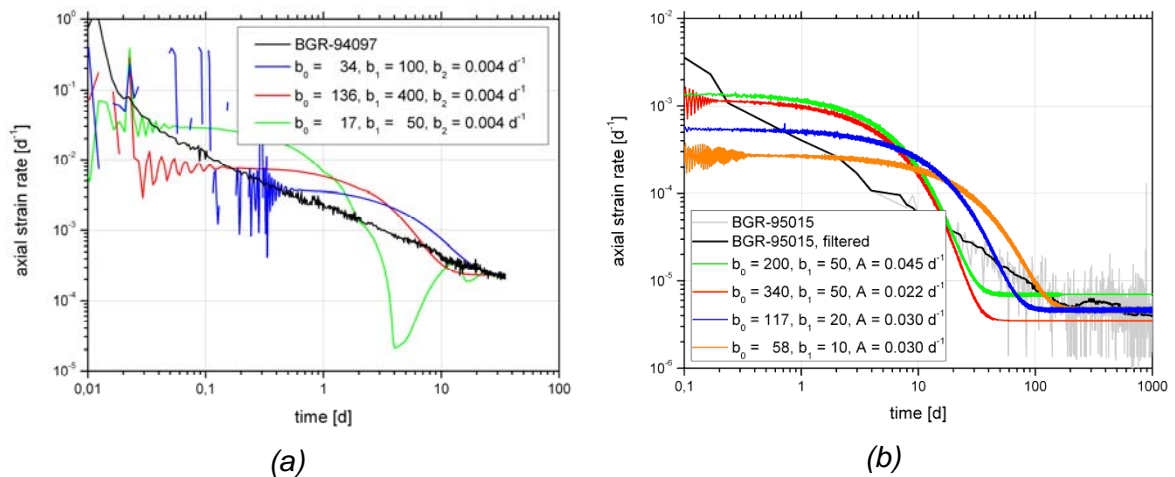 10⁰
10⁻¹
10⁻²
10⁻³
10⁻⁴
10⁻⁵
axial strain rate [d⁻¹]
BGR-94097
b₀ = 34, b₁ = 100, b₂ = 0.004 d⁻¹
b₀ = 136, b₁ = 400, b₂ = 0.004 d⁻¹
b₀ = 17, b₁ = 50, b₂ = 0.004 d⁻¹
0,01 0,1 1 10 100
time [d]
(a)
10⁻²
10⁻³
10⁻⁴
10⁻⁵
10⁻⁶
axial strain rate [d⁻¹]
BGR-95015
BGR-95015, filtered
b₀ = 200, b₁ = 50, A = 0.045 d⁻¹
b₀ = 340, b₁ = 50, A = 0.022 d⁻¹
b₀ = 117, b₁ = 20, A = 0.030 d⁻¹
b₀ = 58, b₁ = 10, A = 0.030 d⁻¹
0,1 1 10 100 1000
time [d]
(b)